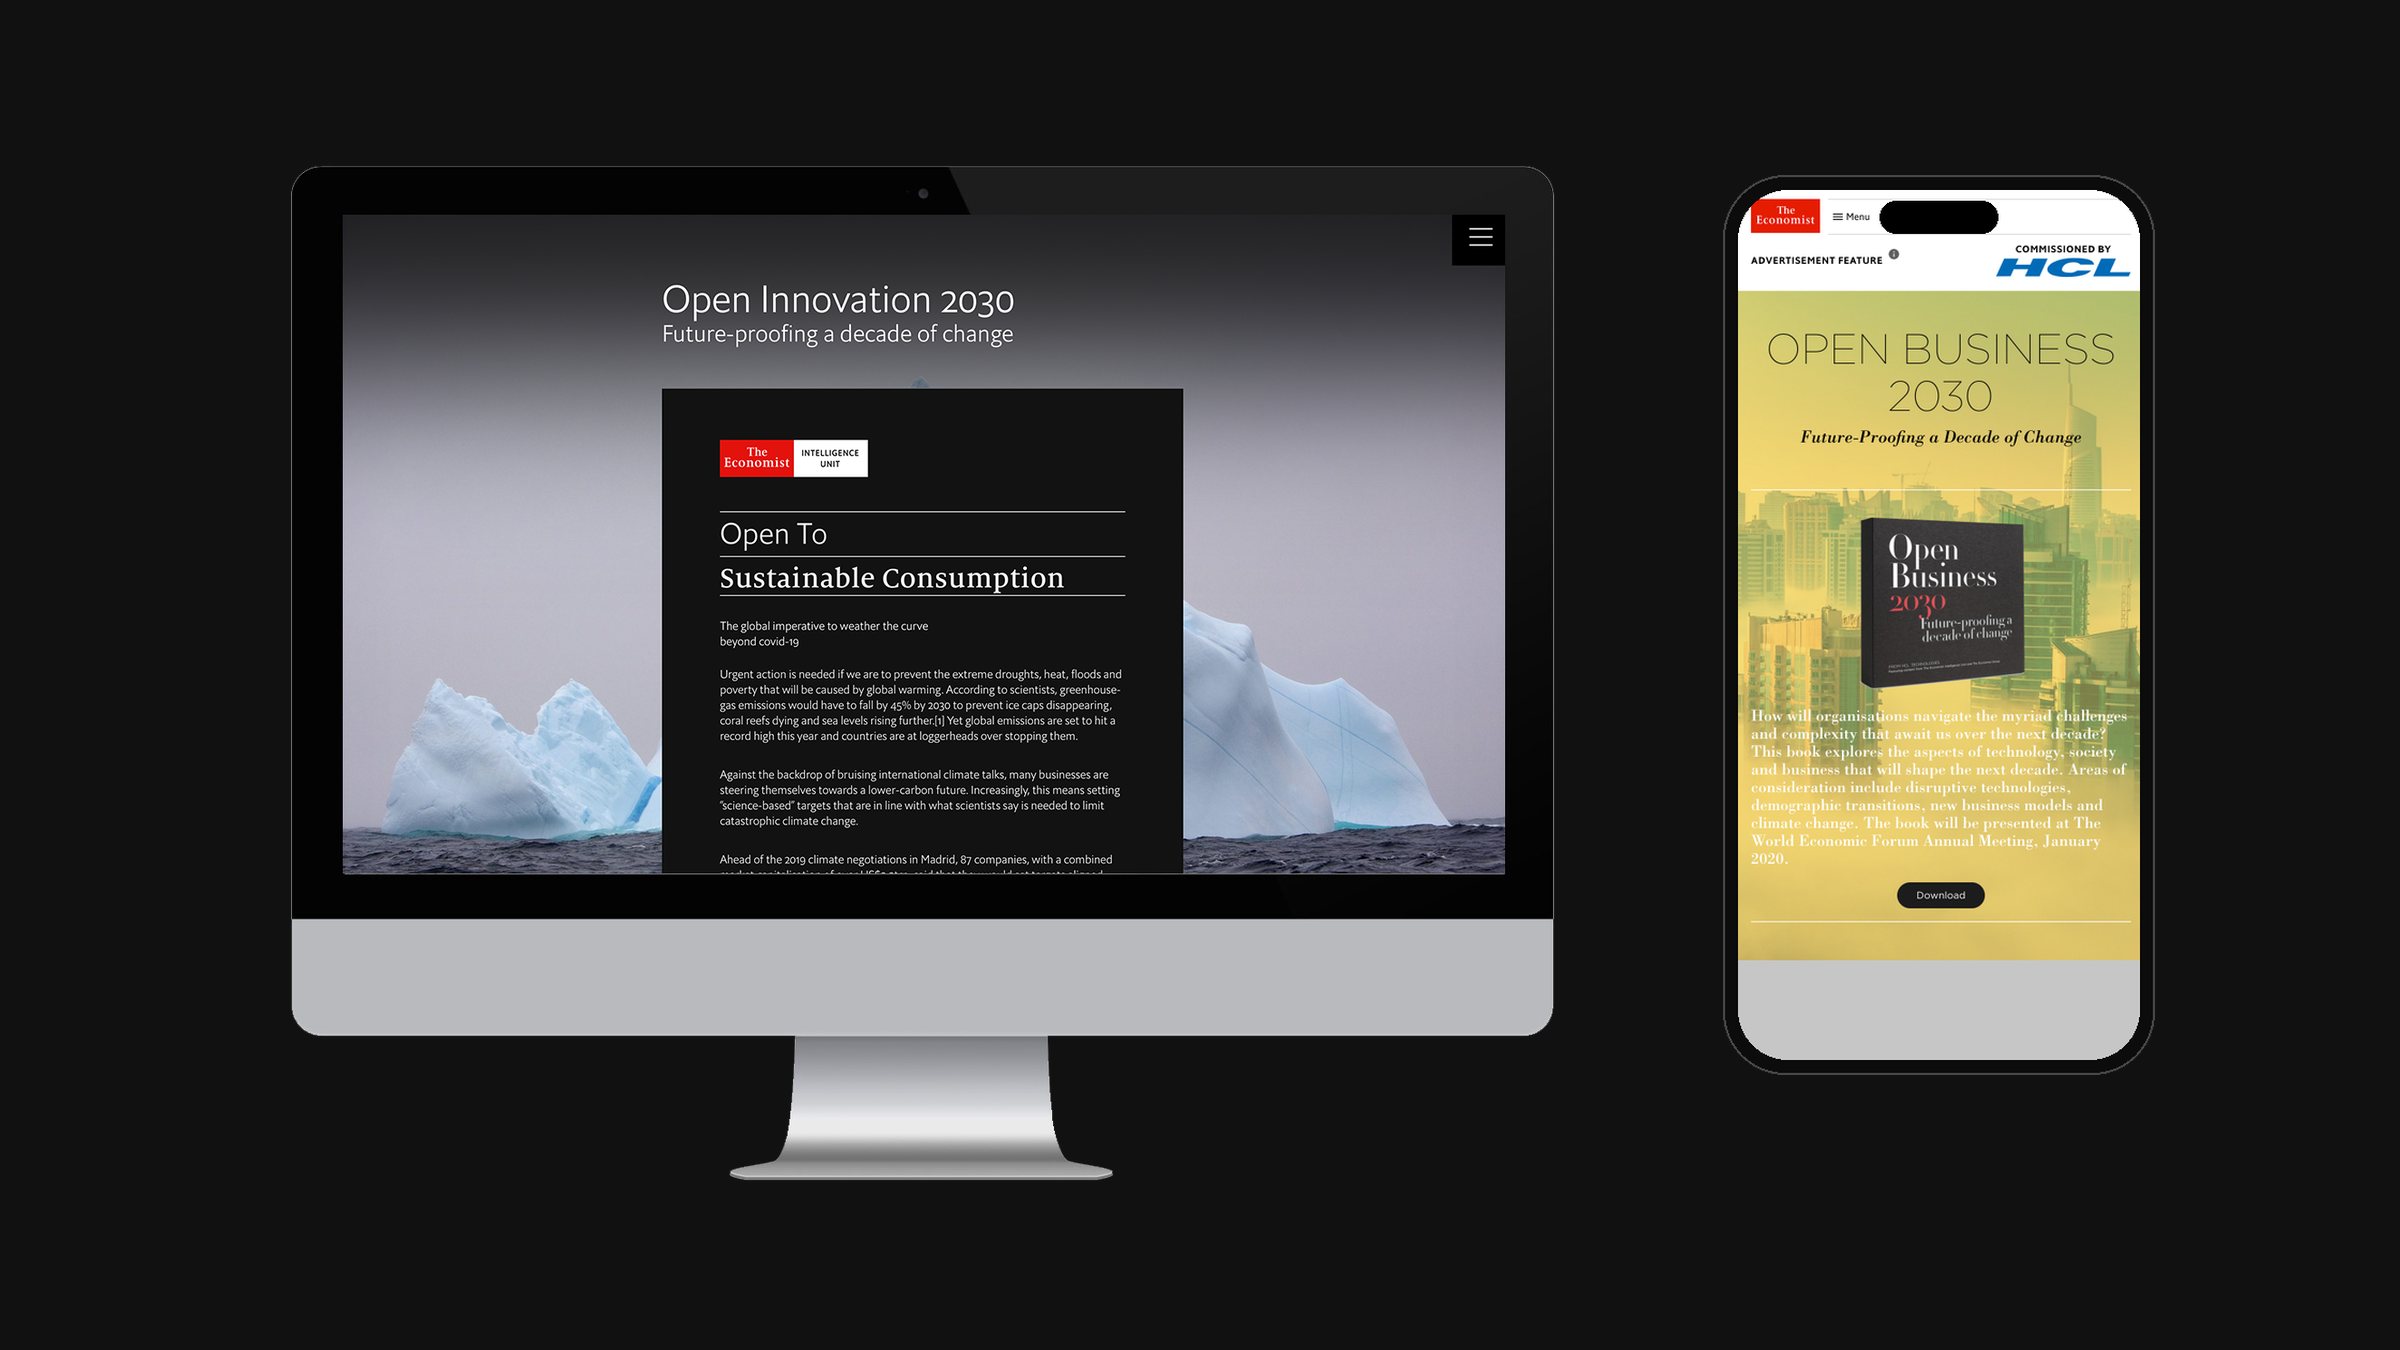 Open Innovation 2030
Future-proofing a decade of change
The
Economist
INTELLIGENCE
UNIT
Open To
Sustainable Consumption
The global imperative to weather the curve
beyond covid-19
Urgent action is needed if we are to prevent the extreme droughts, heat, floods and
poverty that will be caused by global warming. According to scientists, greenhouse-
gas emissions would have to fall by 45% by 2030 to prevent ice caps disappearing,
coral reefs dying and sea levels rising further.[1] Yet global emissions are set to hit a
record high this year and countries are at loggerheads over stopping them.
Against the backdrop of bruising international climate talks, many businesses are
steering themselves towards a lower-carbon future. Increasingly, this means setting
“science-based” targets that are in line with what scientists say is needed to limit
catastrophic climate change.
Ahead of the 2019 climate negotiations in Madrid, 87 companies, with a combined
The
Economist
Menu
ADVERTISEMENT FEATURE
COMMISSIONED BY
HCL
OPEN BUSINESS
2030
Future-Proofing a Decade of Change
Open
Business
2030
Future-proofing a
decade of change
FROM HCL TECHNOLOGIES
How will organisations navigate the myriad challenges
and complexity that await us over the next decade?
This book explores the aspects of technology, society
and business that will shape the next decade. Areas of
consideration include disruptive technologies,
demographic transitions, new business models and
climate change. The book will be presented at The
World Economic Forum Annual Meeting, January
2020.
Download